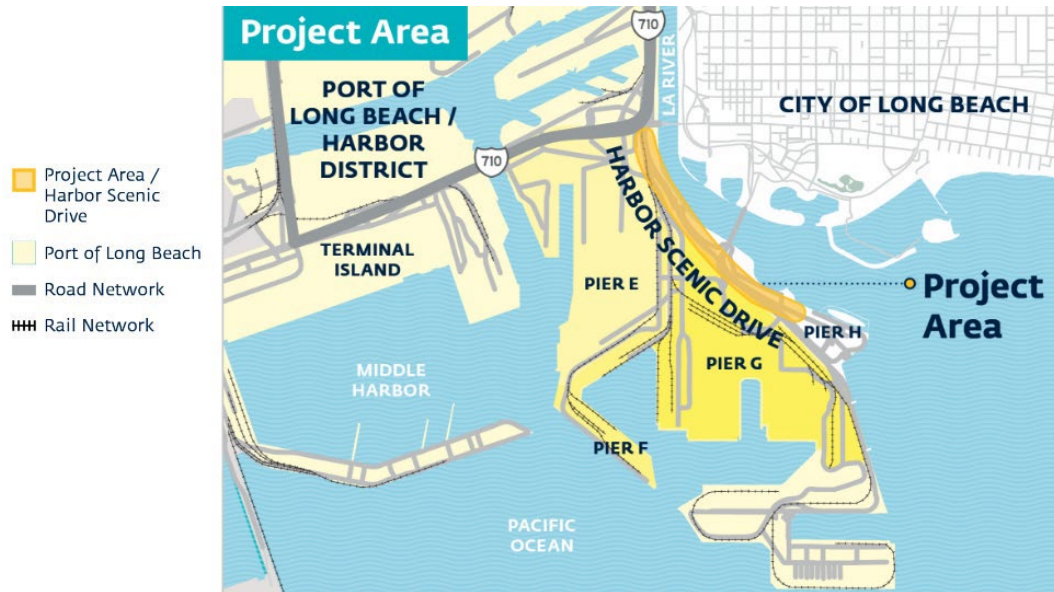 Project Area
710
LA RIVER
PORT OF
LONG BEACH /
HARBOR
DISTRICT
CITY OF LONG BEACH
710
HARBOR SCENIC DRIVE
Project Area /
Harbor Scenic
Drive
Port of Long Beach
Road Network
Rail Network
TERMINAL
ISLAND
PIER E
Project
Area
PIER H
PIER G
MIDDLE
HARBOR
PIER F
PACIFIC
OCEAN